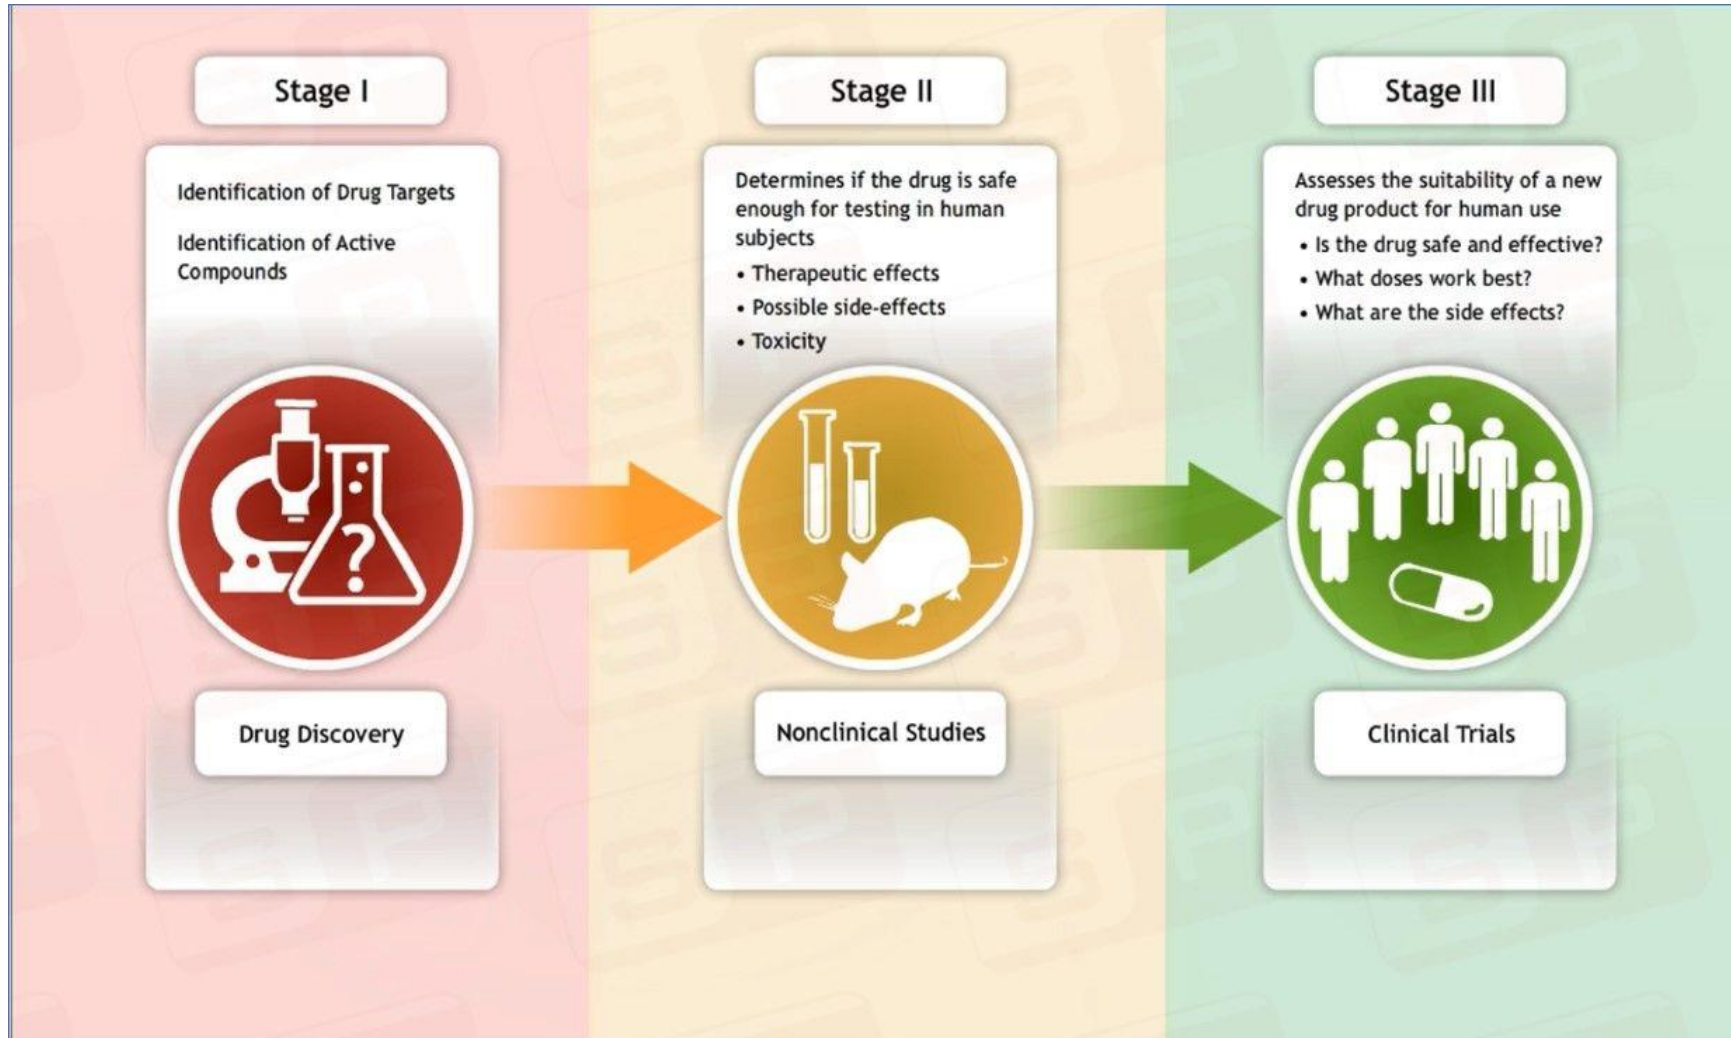 Stage I
Identification of Drug Targets
Identification of Active
Compounds
?
Drug Discovery
Stage II
Determines if the drug is safe
enough for testing in human
subjects
• Therapeutic effects
• Possible side-effects
• Toxicity
Nonclinical Studies
Stage III
Assesses the suitability of a new
drug product for human use
• Is the drug safe and effective?
• What doses work best?
• What are the side effects?
Clinical Trials